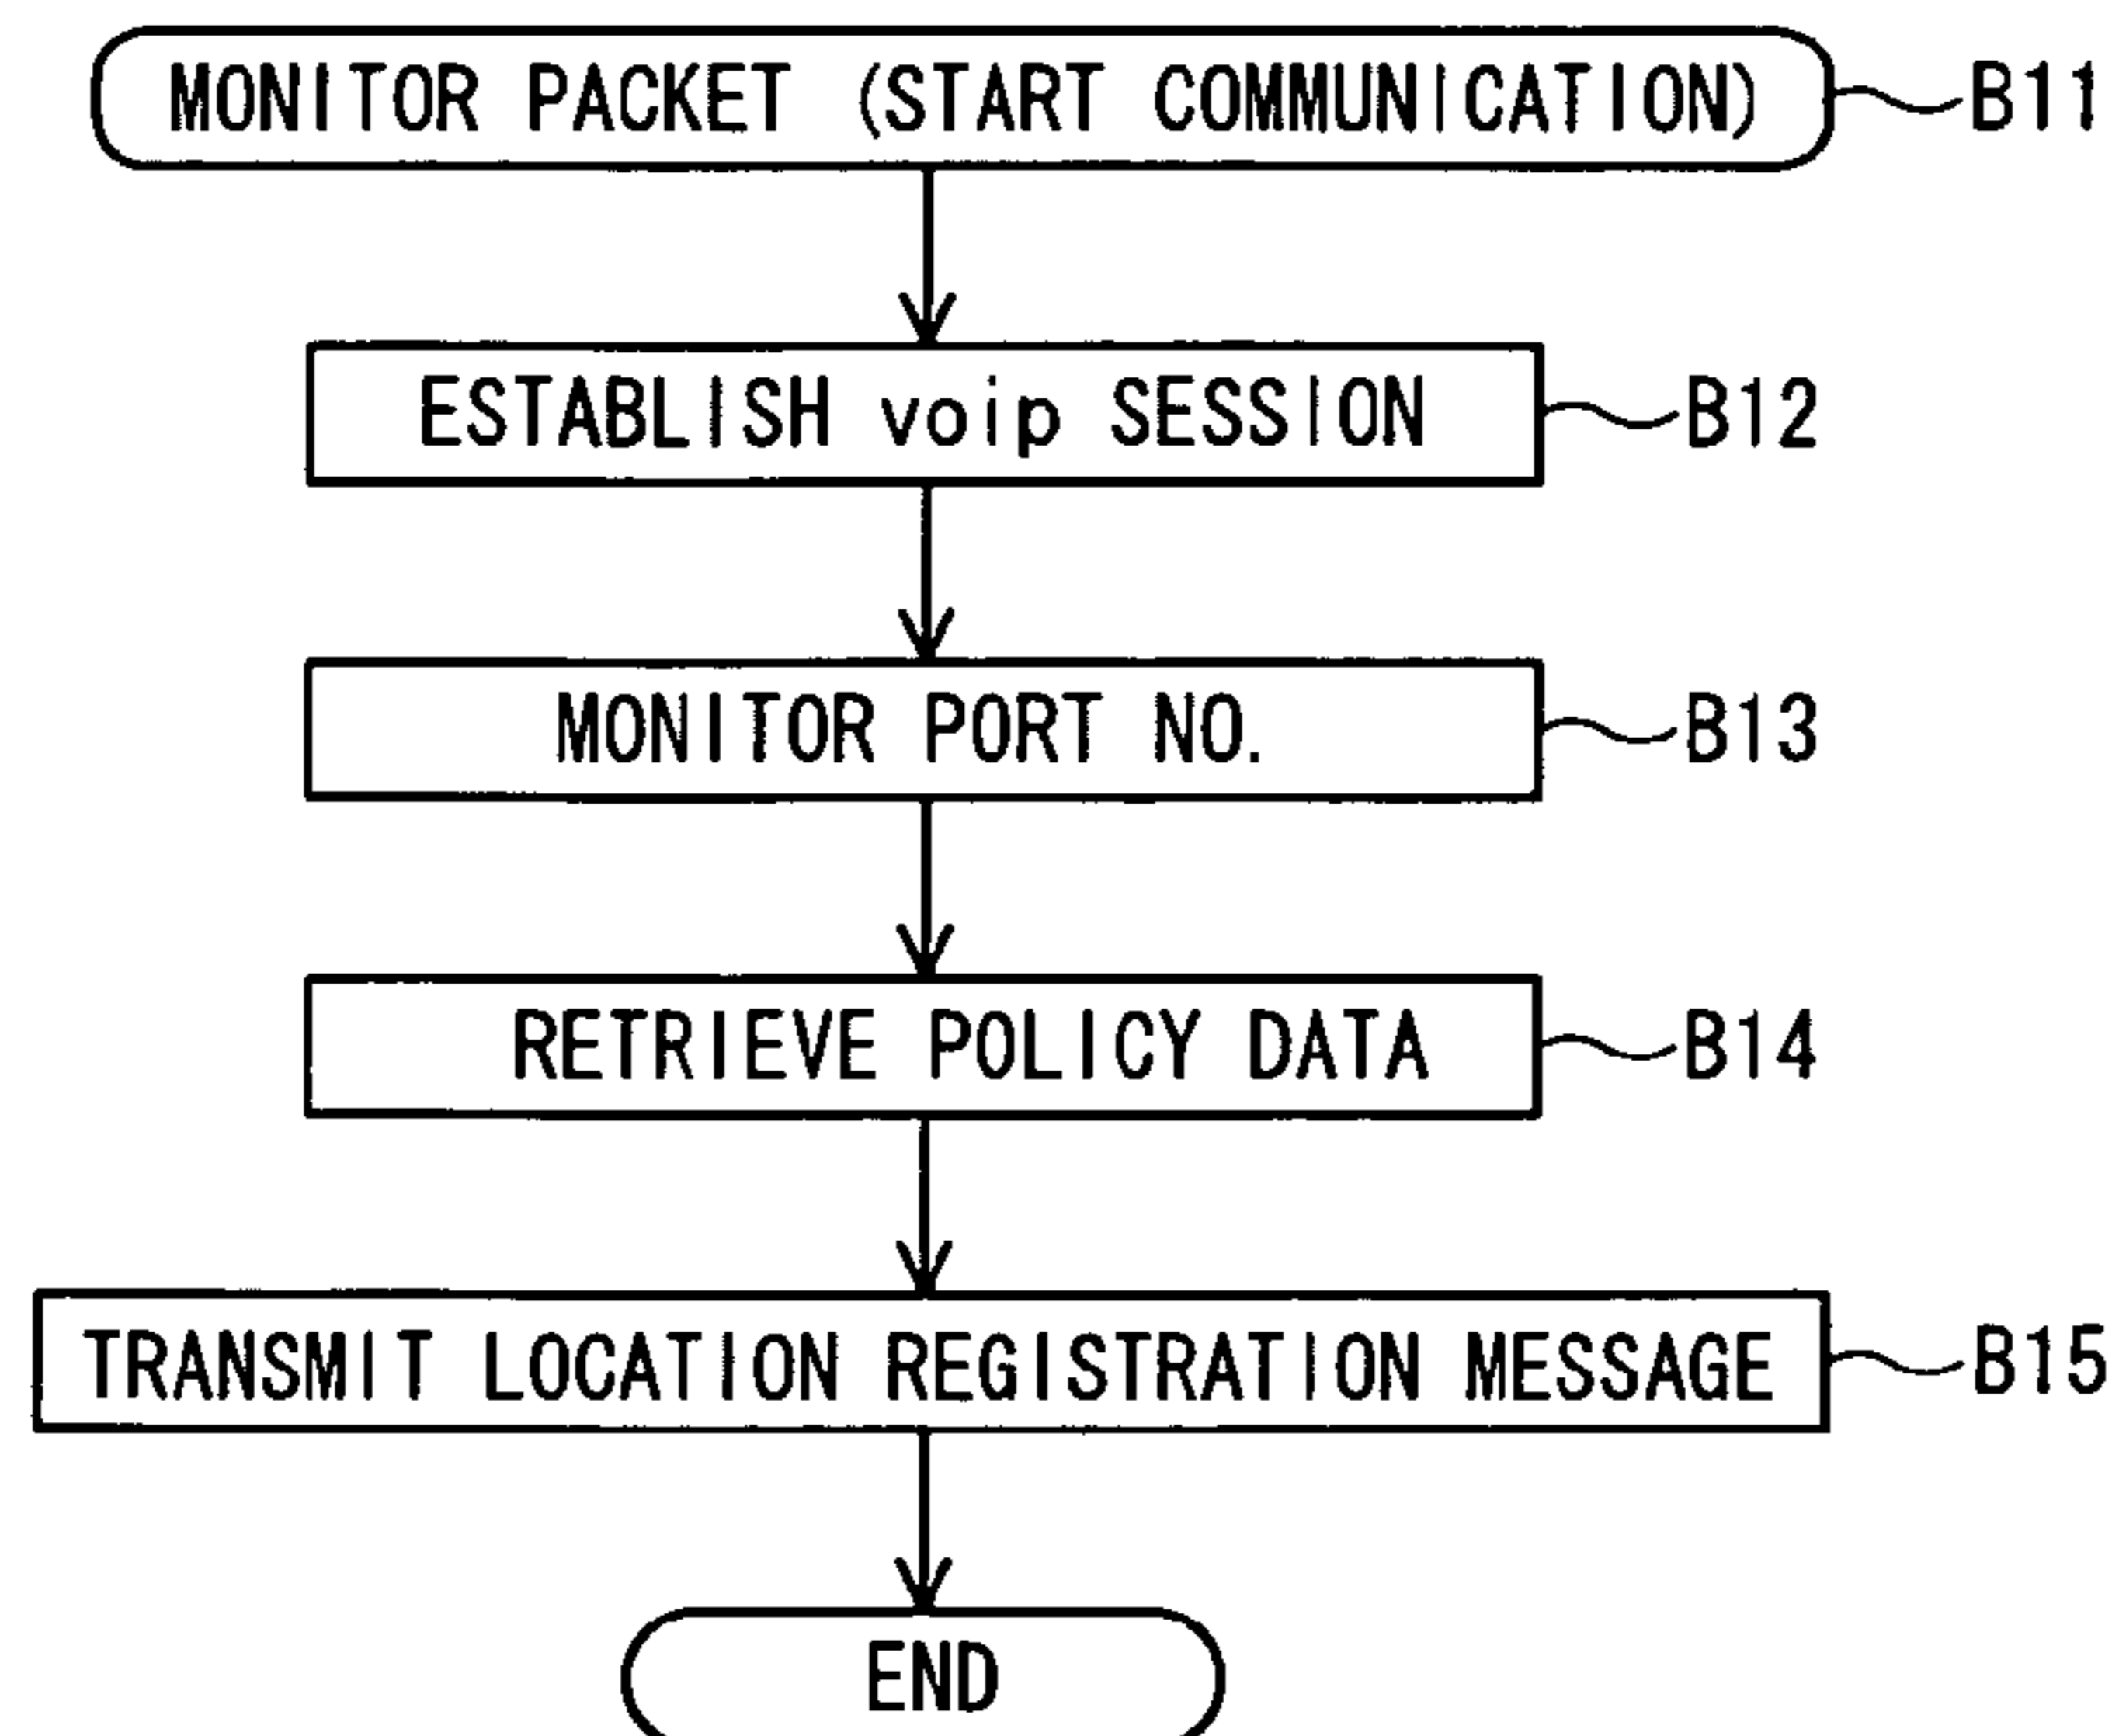 MONITOR PACKET (START COMMUNICATION) B11
ESTABLISH voip SESSION B12
MONITOR PORT NO. B13
RETRIEVE POLICY DATA B14
TRANSMIT LOCATION REGISTRATION MESSAGE B15
END